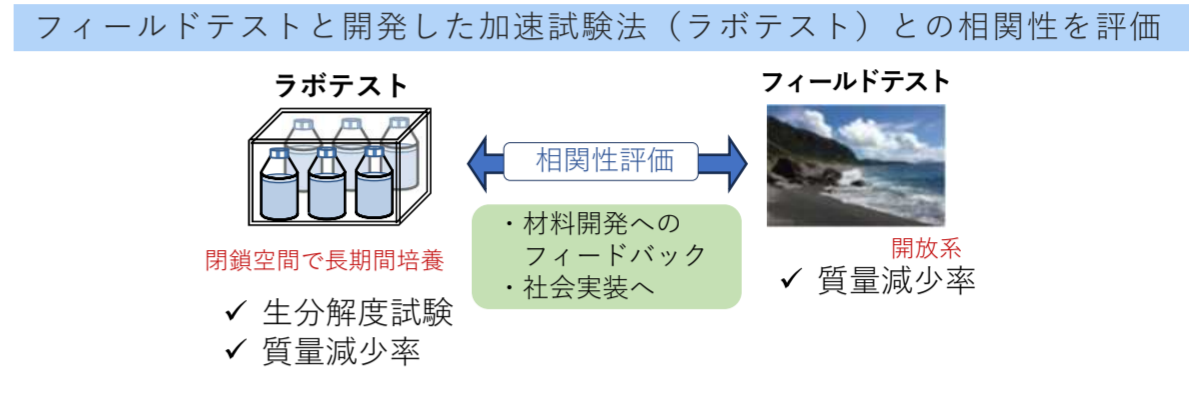 フィールドテストと開発した加速試験法（ラボテスト）との相関性を評価
ラボテスト
閉鎖空間で長期間培養
✓ 生分解度試験
✓ 質量減少率
相関性評価
・材料開発への
フィードバック
・社会実装へ
フィールドテスト
開放系
✓ 質量減少率